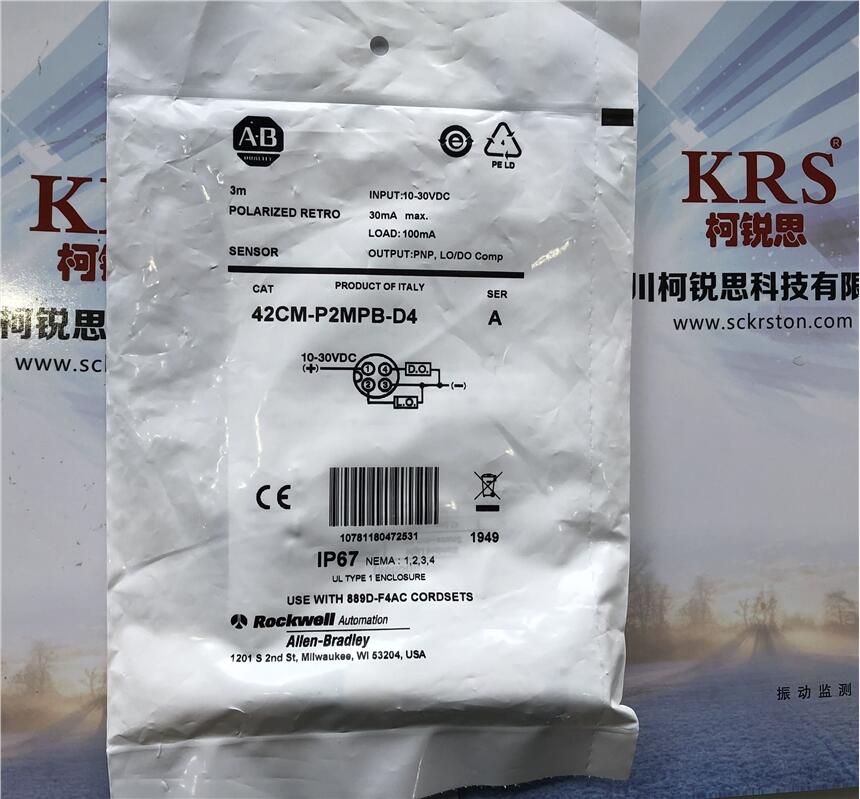 A-B
QUALITY
e
4
PE LD
3m
INPUT:10-30VDC
POLARIZED RETRO
30mA max.
LOAD: 100mA
SENSOR
OUTPUT:PNP, LO/DO Comp
CAT
PRODUCT OF ITALY
SER
42CM-P2MPB-D4
A
10-30VDC
(+)
1 4
2 3
D.O.
(-)
L.O.
CE
10781180472531
1949
IP67 NEMA : 1,2,3,4
UL TYPE 1 ENCLOSURE
USE WITH 889D-F4AC CORDSETS
Rockwell Automation
Allen-Bradley
1201 S 2nd St, Milwaukee, WI 53204, USA
K
柯
柯锐思
www.sc
KRS®
柯锐思
川柯锐思科技有限
www.sckrston.com
振动监测